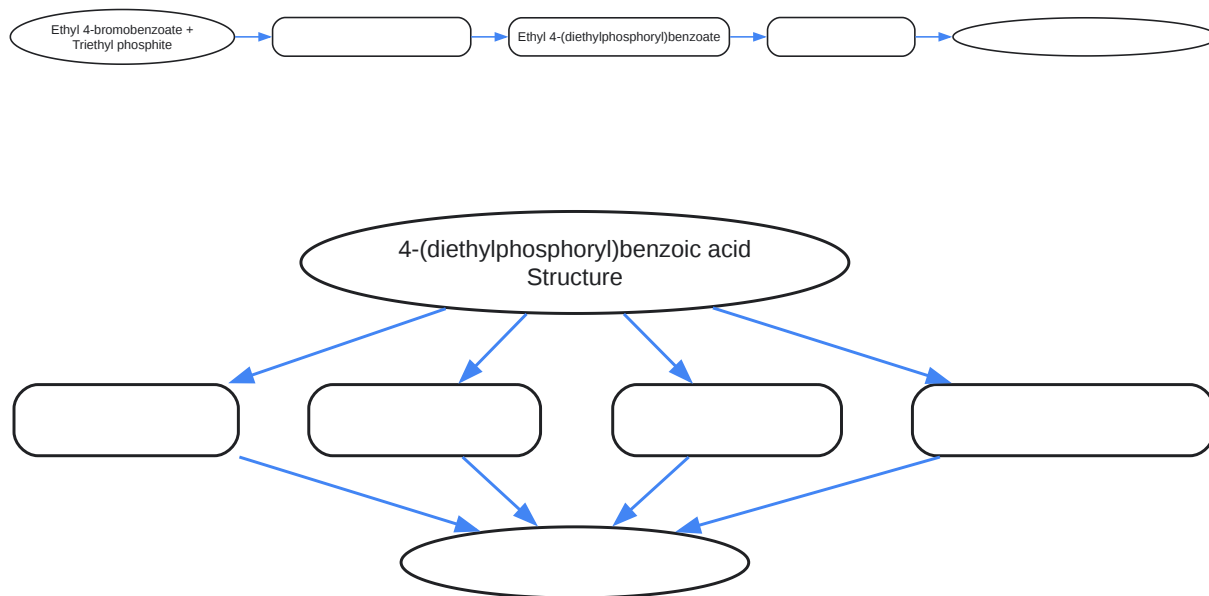 Ethyl 4-bromobenzoate +
Triethyl phosphite
Ethyl 4-(diethylphosphoryl)benzoate
4-(diethylphosphoryl)benzoic acid
Structure